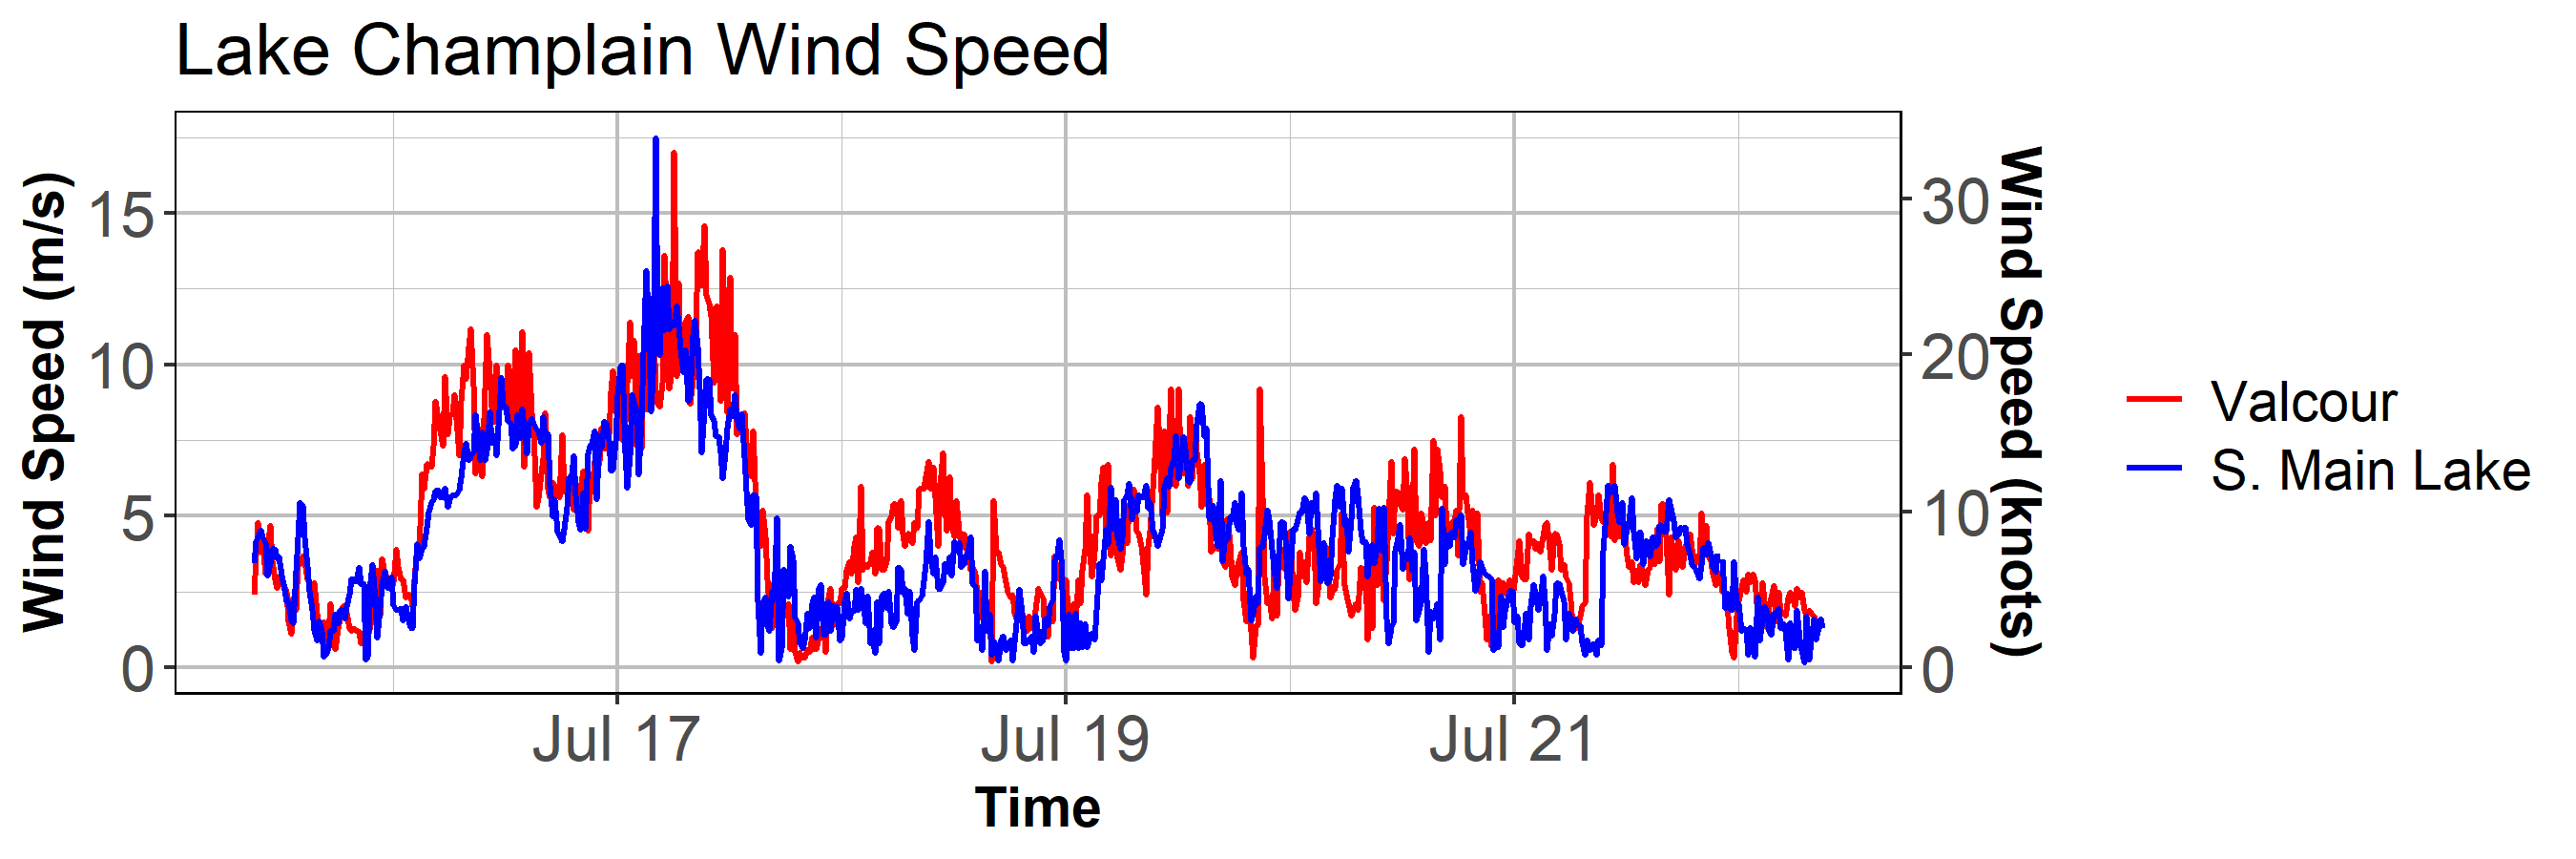 Lake Champlain Wind Speed
Wind Speed (m/s)
15
10
5
0
30
20
10
0
Wind Speed (knots)
Jul 17
Jul 19
Jul 21
Time
Valcour
S. Main Lake